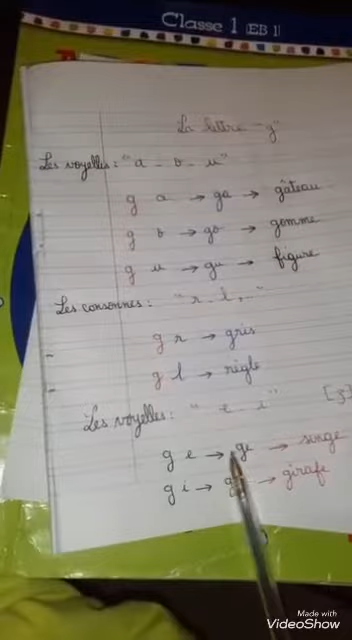 Classe 1 (EB 1)
La lettre "g"
Les voyelles : "a - o - u"
g a → ga → gâteau
g o → go → gomme
g u → gu → figure
Les consonnes : "r - l, ..."
g r → gris
g l → règle
Les voyelles : "e - i" [ʒ]
g e → ge → singe
g i → → girafe
Made with
VideoShow